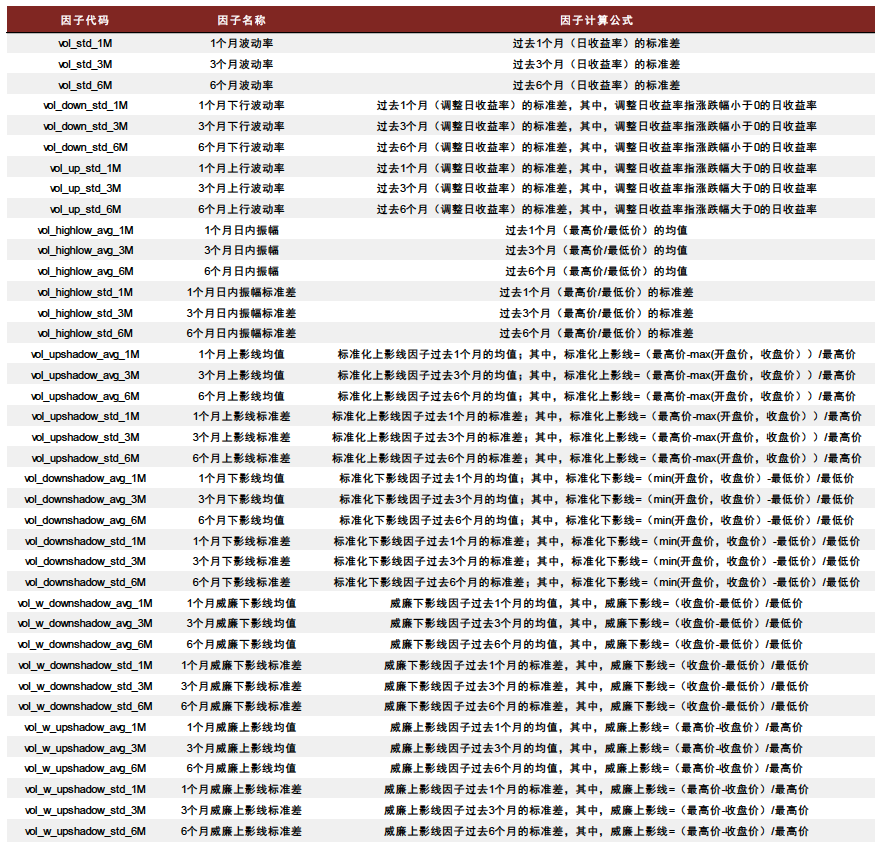 因子代码 因子名称 因子计算公式
vol_std_1M 1个月波动率 过去1个月（日收益率）的标准差
vol_std_3M 3个月波动率 过去3个月（日收益率）的标准差
vol_std_6M 6个月波动率 过去6个月（日收益率）的标准差
vol_down_std_1M 1个月下行波动率 过去1个月（调整日收益率）的标准差，其中，调整日收益率指涨跌幅小于0的日收益率
vol_down_std_3M 3个月下行波动率 过去3个月（调整日收益率）的标准差，其中，调整日收益率指涨跌幅小于0的日收益率
vol_down_std_6M 6个月下行波动率 过去6个月（调整日收益率）的标准差，其中，调整日收益率指涨跌幅小于0的日收益率
vol_up_std_1M 1个月上行波动率 过去1个月（调整日收益率）的标准差，其中，调整日收益率指涨跌幅大于0的日收益率
vol_up_std_3M 3个月上行波动率 过去3个月（调整日收益率）的标准差，其中，调整日收益率指涨跌幅大于0的日收益率
vol_up_std_6M 6个月上行波动率 过去6个月（调整日收益率）的标准差，其中，调整日收益率指涨跌幅大于0的日收益率
vol_highlow_avg_1M 1个月日内振幅 过去1个月（最高价/最低价）的均值
vol_highlow_avg_3M 3个月日内振幅 过去3个月（最高价/最低价）的均值
vol_highlow_avg_6M 6个月日内振幅 过去6个月（最高价/最低价）的均值
vol_highlow_std_1M 1个月日内振幅标准差 过去1个月（最高价/最低价）的标准差
vol_highlow_std_3M 3个月日内振幅标准差 过去3个月（最高价/最低价）的标准差
vol_highlow_std_6M 6个月日内振幅标准差 过去6个月（最高价/最低价）的标准差
vol_upshadow_avg_1M 1个月上影线均值 标准化上影线因子过去1个月的均值；其中，标准化上影线=（最高价-max(开盘价，收盘价））/最高价
vol_upshadow_avg_3M 3个月上影线均值 标准化上影线因子过去3个月的均值；其中，标准化上影线=（最高价-max(开盘价，收盘价））/最高价
vol_upshadow_avg_6M 6个月上影线均值 标准化上影线因子过去6个月的均值；其中，标准化上影线=（最高价-max(开盘价，收盘价））/最高价
vol_upshadow_std_1M 1个月上影线标准差 标准化上影线因子过去1个月的标准差；其中，标准化上影线=（最高价-max(开盘价，收盘价））/最高价
vol_upshadow_std_3M 3个月上影线标准差 标准化上影线因子过去3个月的标准差；其中，标准化上影线=（最高价-max(开盘价，收盘价））/最高价
vol_upshadow_std_6M 6个月上影线标准差 标准化上影线因子过去6个月的标准差；其中，标准化上影线=（最高价-max(开盘价，收盘价））/最高价
vol_downshadow_avg_1M 1个月下影线均值 标准化下影线因子过去1个月的均值；其中，标准化下影线=（min(开盘价，收盘价）-最低价）/最低价
vol_downshadow_avg_3M 3个月下影线均值 标准化下影线因子过去3个月的均值；其中，标准化下影线=（min(开盘价，收盘价）-最低价）/最低价
vol_downshadow_avg_6M 6个月下影线均值 标准化下影线因子过去6个月的均值；其中，标准化下影线=（min(开盘价，收盘价）-最低价）/最低价
vol_downshadow_std_1M 1个月下影线标准差 标准化下影线因子过去1个月的标准差；其中，标准化下影线=（min(开盘价，收盘价）-最低价）/最低价
vol_downshadow_std_3M 3个月下影线标准差 标准化下影线因子过去3个月的标准差；其中，标准化下影线=（min(开盘价，收盘价）-最低价）/最低价
vol_downshadow_std_6M 6个月下影线标准差 标准化下影线因子过去6个月的标准差；其中，标准化下影线=（min(开盘价，收盘价）-最低价）/最低价
vol_w_downshadow_avg_1M 1个月威廉下影线均值 威廉下影线因子过去1个月的均值，其中，威廉下影线=（收盘价-最低价）/最低价
vol_w_downshadow_avg_3M 3个月威廉下影线均值 威廉下影线因子过去3个月的均值，其中，威廉下影线=（收盘价-最低价）/最低价
vol_w_downshadow_avg_6M 6个月威廉下影线均值 威廉下影线因子过去6个月的均值，其中，威廉下影线=（收盘价-最低价）/最低价
vol_w_downshadow_std_1M 1个月威廉下影线标准差 威廉下影线因子过去1个月的标准差，其中，威廉下影线=（收盘价-最低价）/最低价
vol_w_downshadow_std_3M 3个月威廉下影线标准差 威廉下影线因子过去3个月的标准差，其中，威廉下影线=（收盘价-最低价）/最低价
vol_w_downshadow_std_6M 6个月威廉下影线标准差 威廉下影线因子过去6个月的标准差，其中，威廉下影线=（收盘价-最低价）/最低价
vol_w_upshadow_avg_1M 1个月威廉上影线均值 威廉上影线因子过去1个月的均值，其中，威廉上影线=（最高价-收盘价）/最高价
vol_w_upshadow_avg_3M 3个月威廉上影线均值 威廉上影线因子过去3个月的均值，其中，威廉上影线=（最高价-收盘价）/最高价
vol_w_upshadow_avg_6M 6个月威廉上影线均值 威廉上影线因子过去6个月的均值，其中，威廉上影线=（最高价-收盘价）/最高价
vol_w_upshadow_std_1M 1个月威廉上影线标准差 威廉上影线因子过去1个月的标准差，其中，威廉上影线=（最高价-收盘价）/最高价
vol_w_upshadow_std_3M 3个月威廉上影线标准差 威廉上影线因子过去3个月的标准差，其中，威廉上影线=（最高价-收盘价）/最高价
vol_w_upshadow_std_6M 6个月威廉上影线标准差 威廉上影线因子过去6个月的标准差，其中，威廉上影线=（最高价-收盘价）/最高价